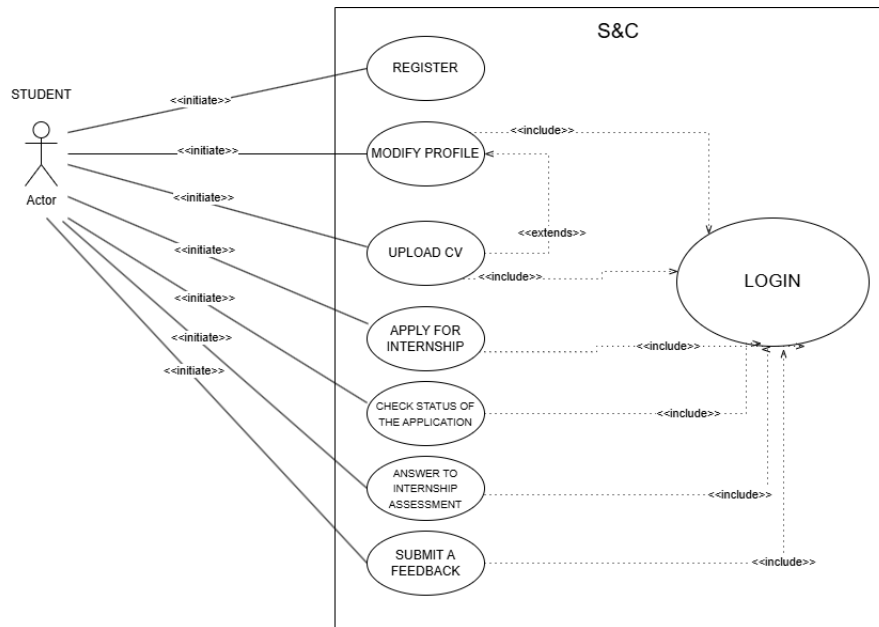 S&C
REGISTER
STUDENT
<<initiate>>
<<include>>
<<initiate>>
MODIFY PROFILE
Actor
<<initiate>>
<<extends>>
<<initiate>>
UPLOAD CV
<<include>>
LOGIN
<<initiate>>
<<initiate>>
APPLY FOR
INTERNSHIP
<<include>>
<<initiate>>
CHECK STATUS OF
THE APPLICATION
<<include>>
ANSWER TO
INTERNSHIP
ASSESSMENT
<<include>>
SUBMIT A
FEEDBACK
<<include>>